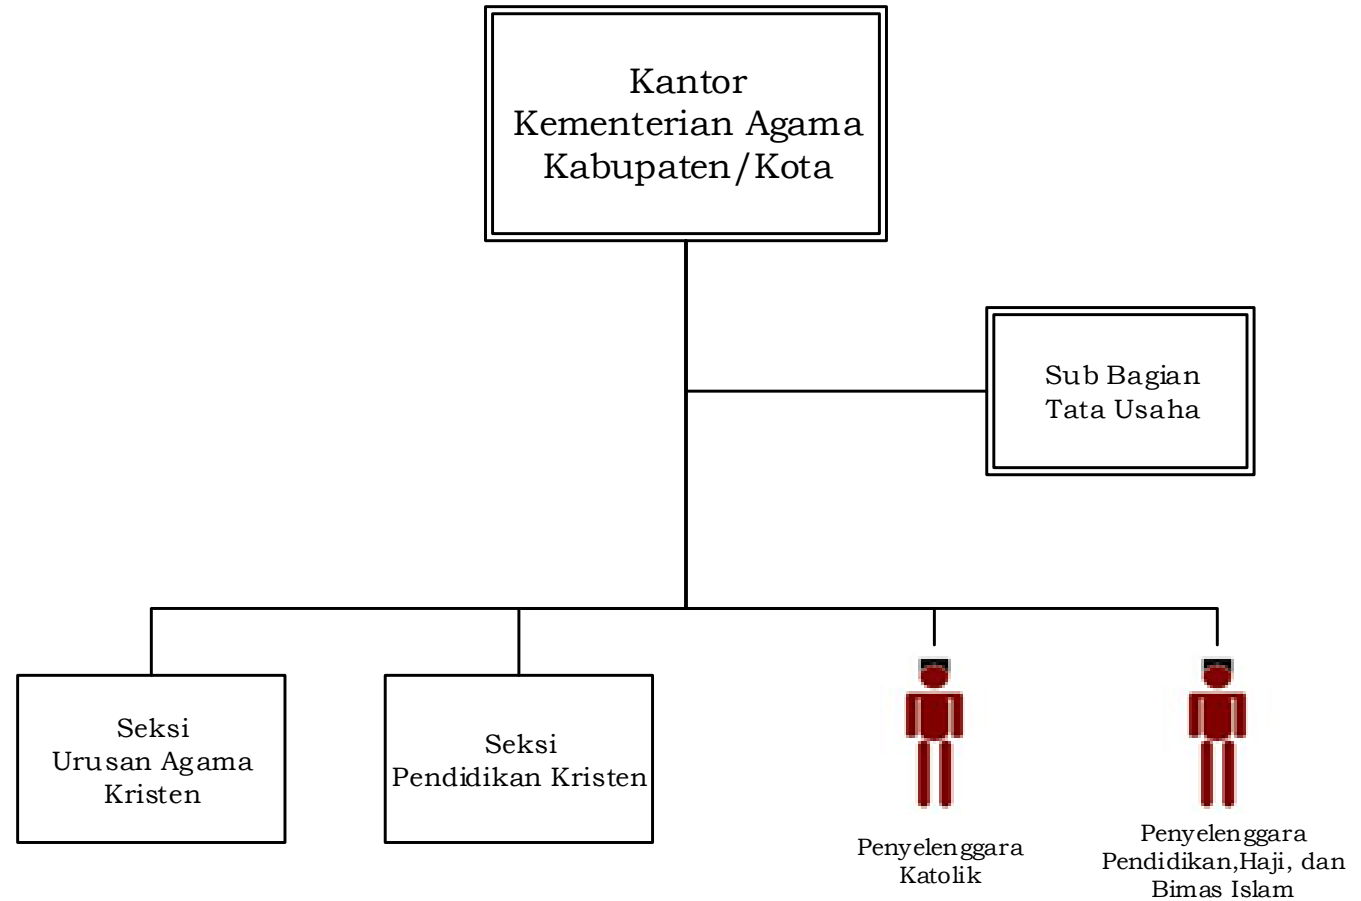 Kantor
Kementerian Agama
Kabupaten/Kota
Sub Bagian
Tata Usaha
Seksi
Urusan Agama
Kristen
Seksi
Pendidikan Kristen
Penyelenggara
Katolik
Penyelenggara
Pendidikan,Haji, dan
Bimas Islam